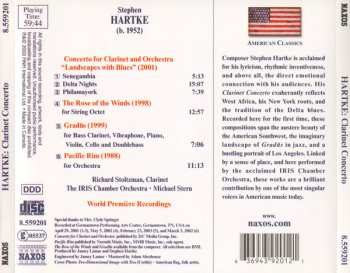 8.559201
HARTKE: Clarinet Concerto
NAXOS
Playing
Time:
59:44
DDD
8.559201
NAXOS
Stephen
HARTKE
(b. 1952)
Concerto for Clarinet and Orchestra
"Landscapes with Blues" (2001)
1 Senegambia 5:13
2 Delta Nights 15:07
3 Philamayork 7:39
4 The Rose of the Winds (1998) 12:57
for String Octet
5 Gradus (1999)
for Bass Clarinet, Vibraphone, Piano,
Violin, Cello and Doublebass 7:06
6 Pacific Rim (1988)
for Orchestra 11:13
Richard Stoltzman, Clarinet
The IRIS Chamber Orchestra • Michael Stern
World Première Recordings
AMERICAN CLASSICS
Composer Stephen Hartke is acclaimed
for his lyricism, rhythmic inventiveness,
and above all, the direct emotional
connection with his audiences. His
Clarinet Concerto exuberantly reflects
West Africa, his New York roots, and
the tradition of the Delta blues.
Recorded here for the first time, these
compositions span the austere beauty of
the American Southwest, the imaginary
landscape of Gradus in jazz, and a
bustling portrait of Los Angeles. Linked
by a sense of place, and here performed
by the acclaimed IRIS Chamber
Orchestra, these works are a brilliant
contribution by one of the most singular
voices in American music today.
www.
naxos.com
6 36943 92012 1
NAXOS
HARTKE: Clarinet Concerto
8.559201